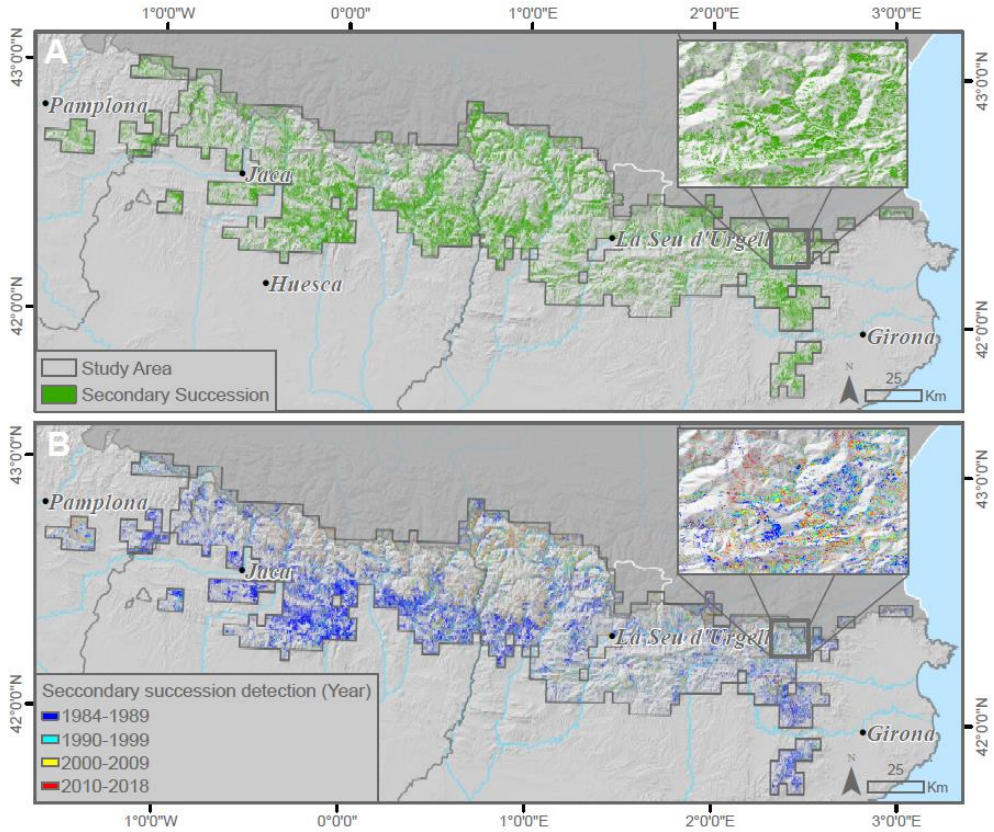 1°0'0"W 0°0'0" 1°0'0"E 2°0'0"E 3°0'0"E
A
43°0'0"N
43°0'0"N
Pamplona
Jaca
La Seu d'Urgell
Huesca
42°0'0"N
42°0'0"N
Girona
Study Area
Secondary Succession
N
25
Km
B
43°0'0"N
43°0'0"N
Pamplona
Jaca
La Seu d'Urgell
Seccondary succession detection (Year)
1984-1989
1990-1999
2000-2009
2010-2018
42°0'0"N
42°0'0"N
Girona
N
25
Km
1°0'0"W 0°0'0" 1°0'0"E 2°0'0"E 3°0'0"E